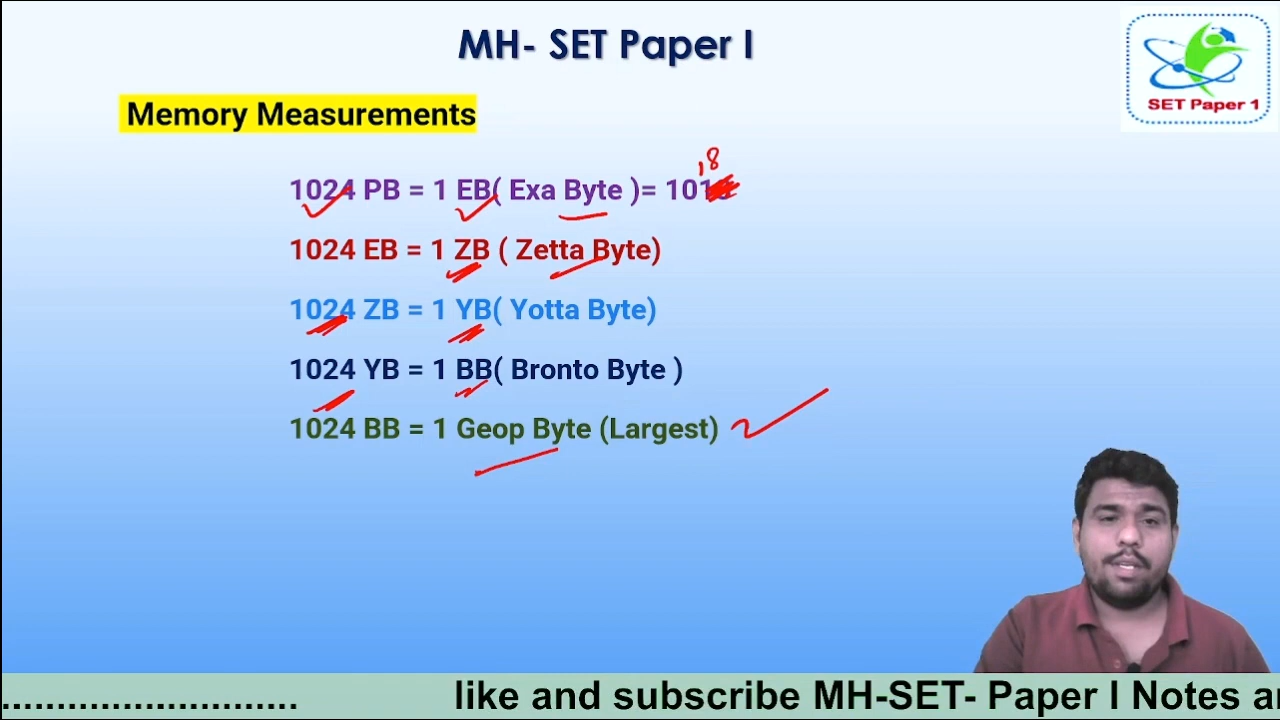 MH- SET Paper I
SET Paper 1
Memory Measurements
18
1024 PB = 1 EB( Exa Byte )= 101
1024 EB = 1 ZB ( Zetta Byte)
1024 ZB = 1 YB( Yotta Byte)
1024 YB = 1 BB( Bronto Byte )
1024 BB = 1 Geop Byte (Largest)
........................... like and subscribe MH-SET- Paper I Notes